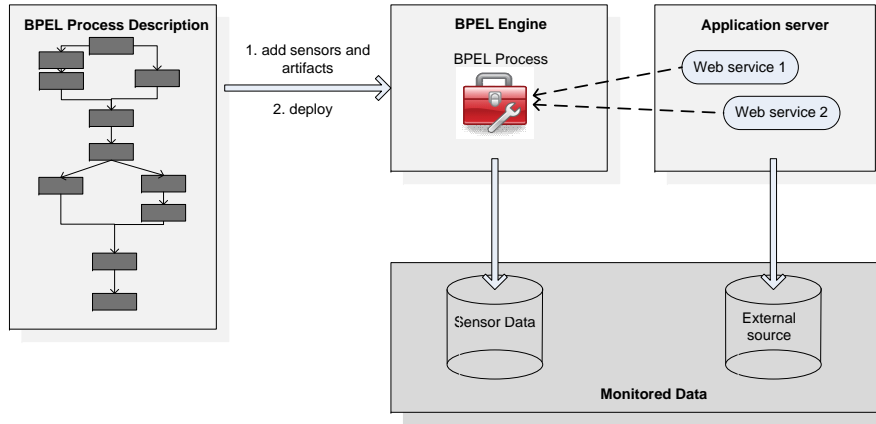 BPEL Process Description
1. add sensors and
artifacts
2. deploy
BPEL Engine
BPEL Process
Application server
Web service 1
Web service 2
Sensor Data
External
source
Monitored Data